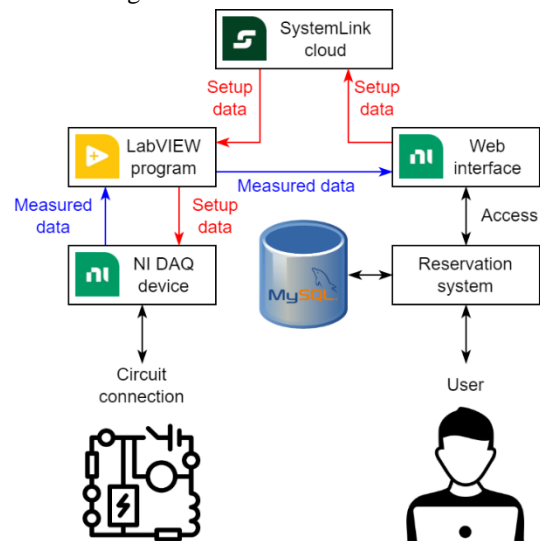 SystemLink
cloud
Setup
data
Setup
data
LabVIEW
program
Web
interface
Measured data
Measured
data
Setup
data
Access
NI DAQ
device
MySQL
Reservation
system
Circuit
connection
User